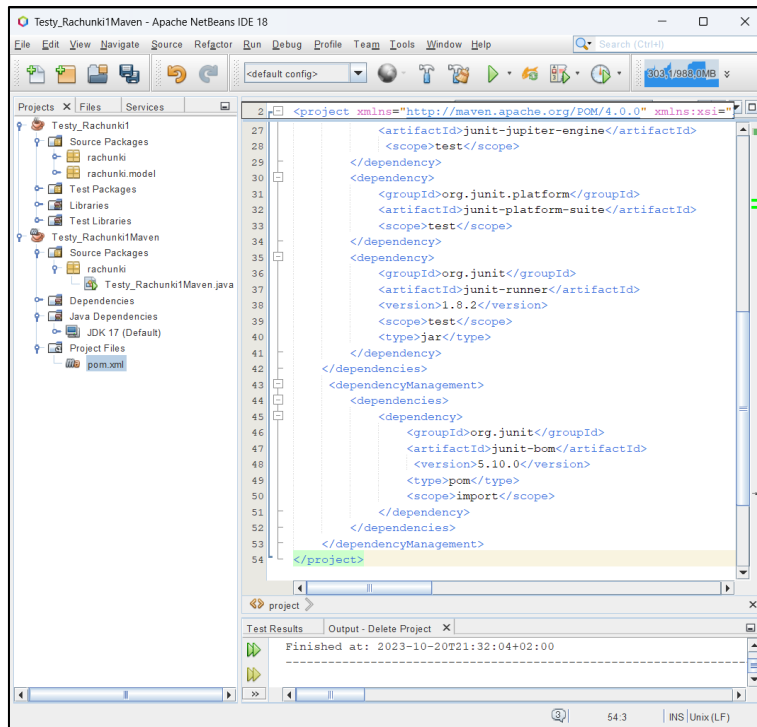 Testy_Rachunki1Maven - Apache NetBeans IDE 18
File Edit View Navigate Source Refactor Run Debug Profile Team Tools Window Help
Search (Ctrl+I)
<default config>
303,1/988,0MB
Projects Files Services
Testy_Rachunki1
Source Packages
rachunki
rachunki.model
Test Packages
Libraries
Test Libraries
Testy_Rachunki1Maven
Source Packages
rachunki
Testy_Rachunki1Maven.java
Dependencies
Java Dependencies
JDK 17 (Default)
Project Files
pom.xml
2 <project xmlns="http://maven.apache.org/POM/4.0.0" xmlns:xsi="
27 <artifactId>junit-jupiter-engine</artifactId>
28 <scope>test</scope>
29 </dependency>
30 <dependency>
31 <groupId>org.junit.platform</groupId>
32 <artifactId>junit-platform-suite</artifactId>
33 <scope>test</scope>
34 </dependency>
35 <dependency>
36 <groupId>org.junit</groupId>
37 <artifactId>junit-runner</artifactId>
38 <version>1.8.2</version>
39 <scope>test</scope>
40 <type>jar</type>
41 </dependency>
42 </dependencies>
43 <dependencyManagement>
44 <dependencies>
45 <dependency>
46 <groupId>org.junit</groupId>
47 <artifactId>junit-bom</artifactId>
48 <version>5.10.0</version>
49 <type>pom</type>
50 <scope>import</scope>
51 </dependency>
52 </dependencies>
53 </dependencyManagement>
54 </project>
project
Test Results Output - Delete Project
Finished at: 2023-10-20T21:32:04+02:00
------------------------------------------------------------------------
3 54:3 INS Unix (LF)